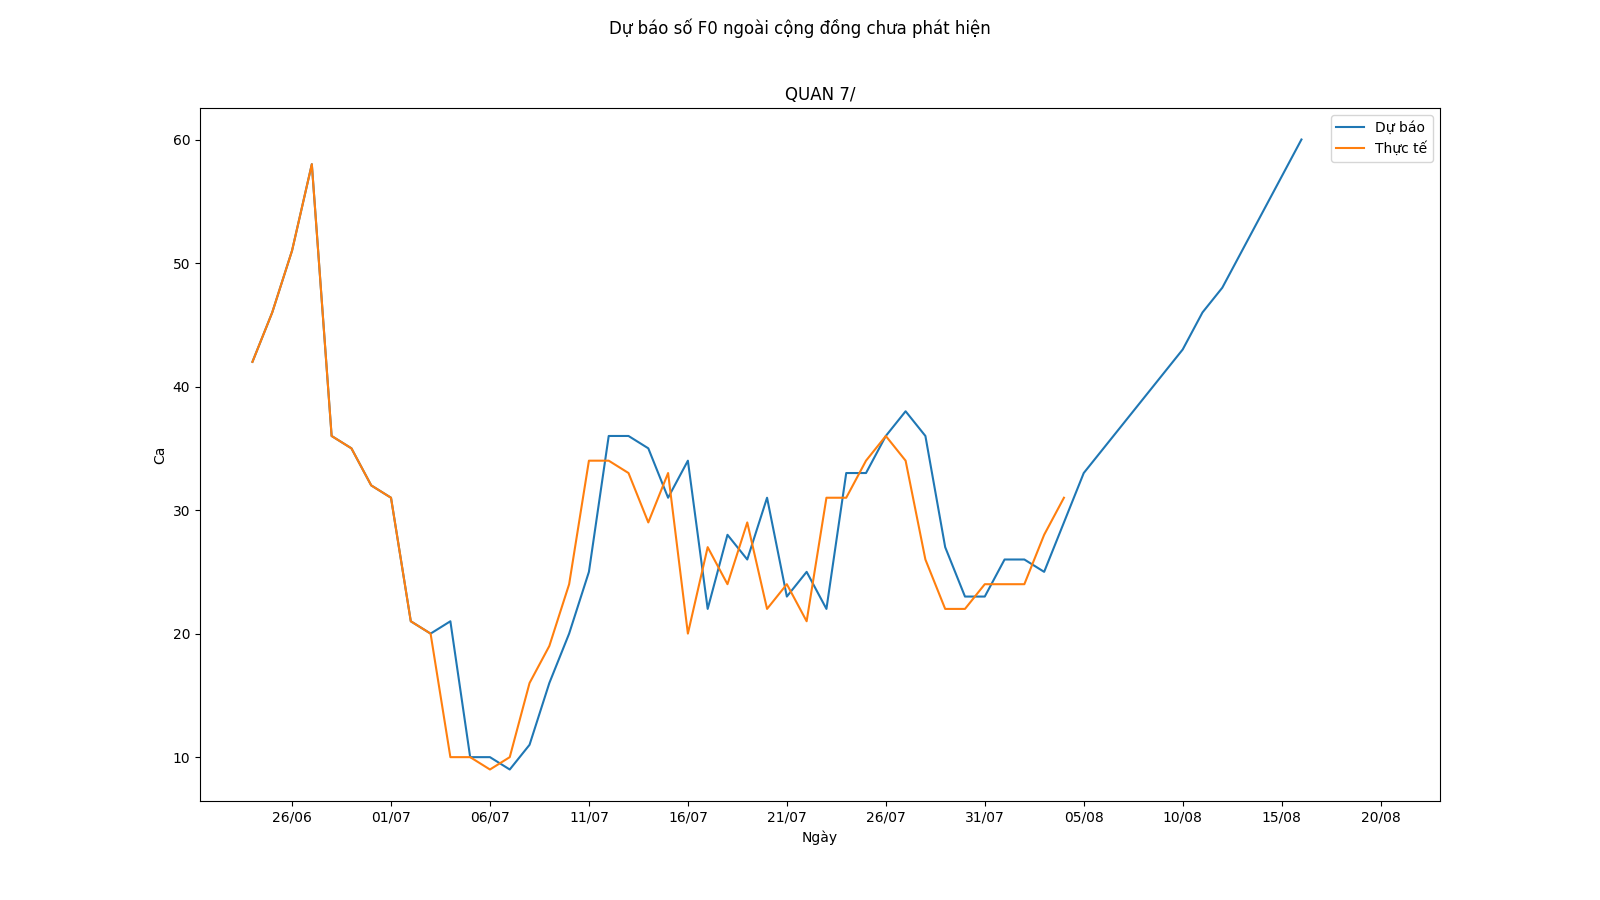 Dự báo số F0 ngoài cộng đồng chưa phát hiện
QUAN 7/
Dự báo
Thực tế
60
50
40
30
20
10
Ca
26/06 01/07 06/07 11/07 16/07 21/07 26/07 31/07 05/08 10/08 15/08 20/08
Ngày